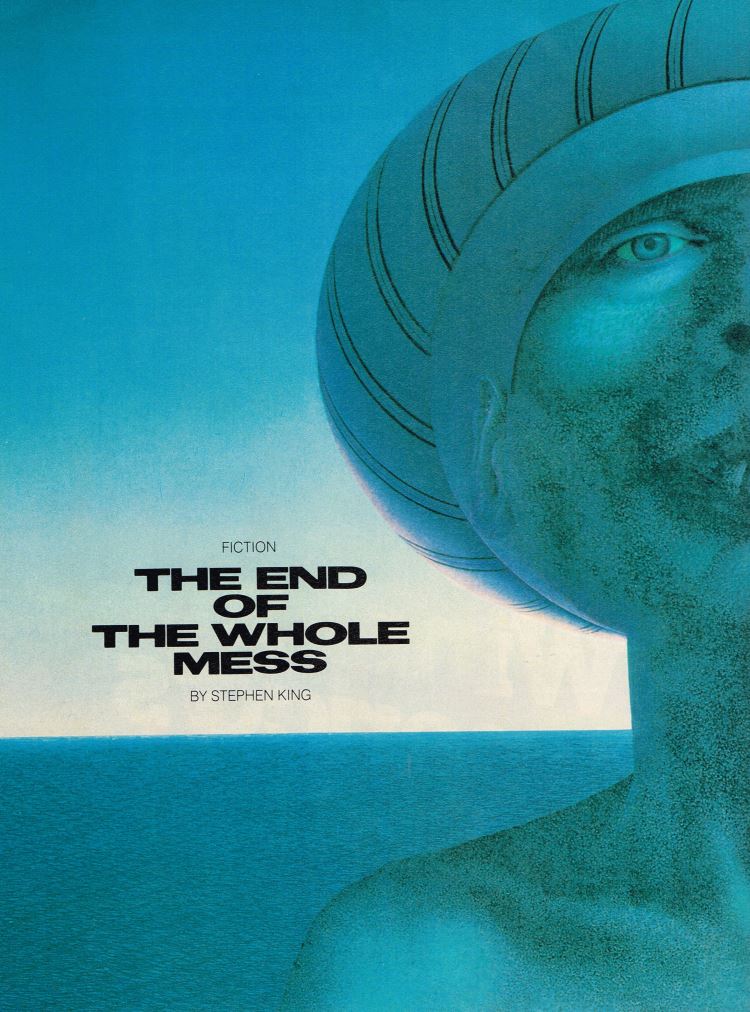 FICTION
THE END
OF
THE WHOLE
MESS
BY STEPHEN KING